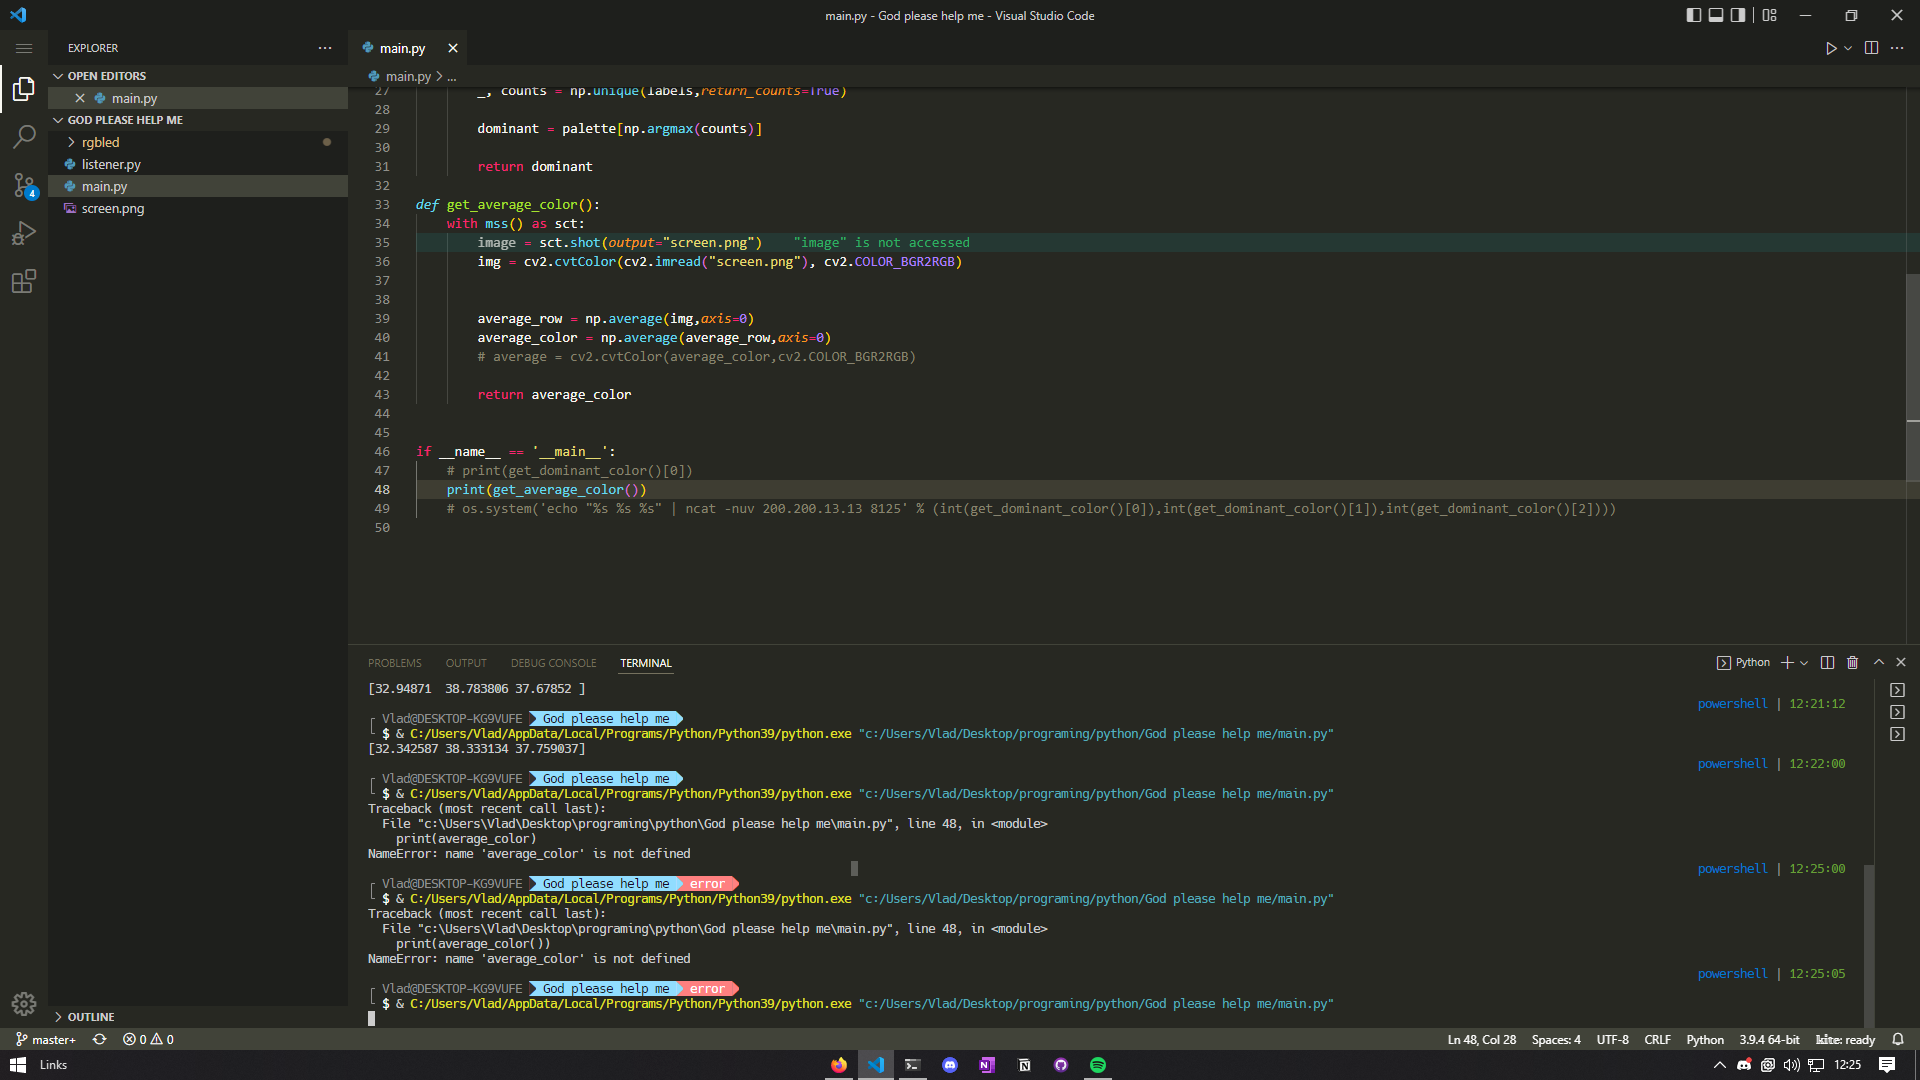 main.py - God please help me - Visual Studio Code
EXPLORER
OPEN EDITORS
main.py
GOD PLEASE HELP ME
rgbled
listener.py
main.py
screen.png
OUTLINE
main.py
main.py > ...
27 _, counts = np.unique(labels,return_counts=True)
28
29 dominant = palette[np.argmax(counts)]
30
31 return dominant
32
33 def get_average_color():
34 with mss() as sct:
35 image = sct.shot(output="screen.png") "image" is not accessed
36 img = cv2.cvtColor(cv2.imread("screen.png"), cv2.COLOR_BGR2RGB)
37
38
39 average_row = np.average(img,axis=0)
40 average_color = np.average(average_row,axis=0)
41 # average = cv2.cvtColor(average_color,cv2.COLOR_BGR2RGB)
42
43 return average_color
44
45
46 if __name__ == '__main__':
47 # print(get_dominant_color()[0])
48 print(get_average_color())
49 # os.system('echo "%s %s %s" | ncat -nuv 200.200.13.13 8125' % (int(get_dominant_color()[0]),int(get_dominant_color()[1]),int(get_dominant_color()[2])))
50
PROBLEMS OUTPUT DEBUG CONSOLE TERMINAL
Python
[32.94871  38.783806 37.67852 ]
powershell | 12:21:12
Vlad@DESKTOP-KG9VUFE God please help me
$ & C:/Users/Vlad/AppData/Local/Programs/Python/Python39/python.exe "c:/Users/Vlad/Desktop/programing/python/God please help me/main.py"
[32.342587 38.333134 37.759037]
powershell | 12:22:00
Vlad@DESKTOP-KG9VUFE God please help me
$ & C:/Users/Vlad/AppData/Local/Programs/Python/Python39/python.exe "c:/Users/Vlad/Desktop/programing/python/God please help me/main.py"
Traceback (most recent call last):
File "c:\Users\Vlad\Desktop\programing\python\God please help me\main.py", line 48, in <module>
print(average_color)
NameError: name 'average_color' is not defined
powershell | 12:25:00
Vlad@DESKTOP-KG9VUFE God please help me error
$ & C:/Users/Vlad/AppData/Local/Programs/Python/Python39/python.exe "c:/Users/Vlad/Desktop/programing/python/God please help me/main.py"
Traceback (most recent call last):
File "c:\Users\Vlad\Desktop\programing\python\God please help me\main.py", line 48, in <module>
print(average_color())
NameError: name 'average_color' is not defined
powershell | 12:25:05
Vlad@DESKTOP-KG9VUFE God please help me error
$ & C:/Users/Vlad/AppData/Local/Programs/Python/Python39/python.exe "c:/Users/Vlad/Desktop/programing/python/God please help me/main.py"
4
master+ 0 0 Ln 48, Col 28 Spaces: 4 UTF-8 CRLF Python 3.9.4 64-bit kite: ready
Links 12:25